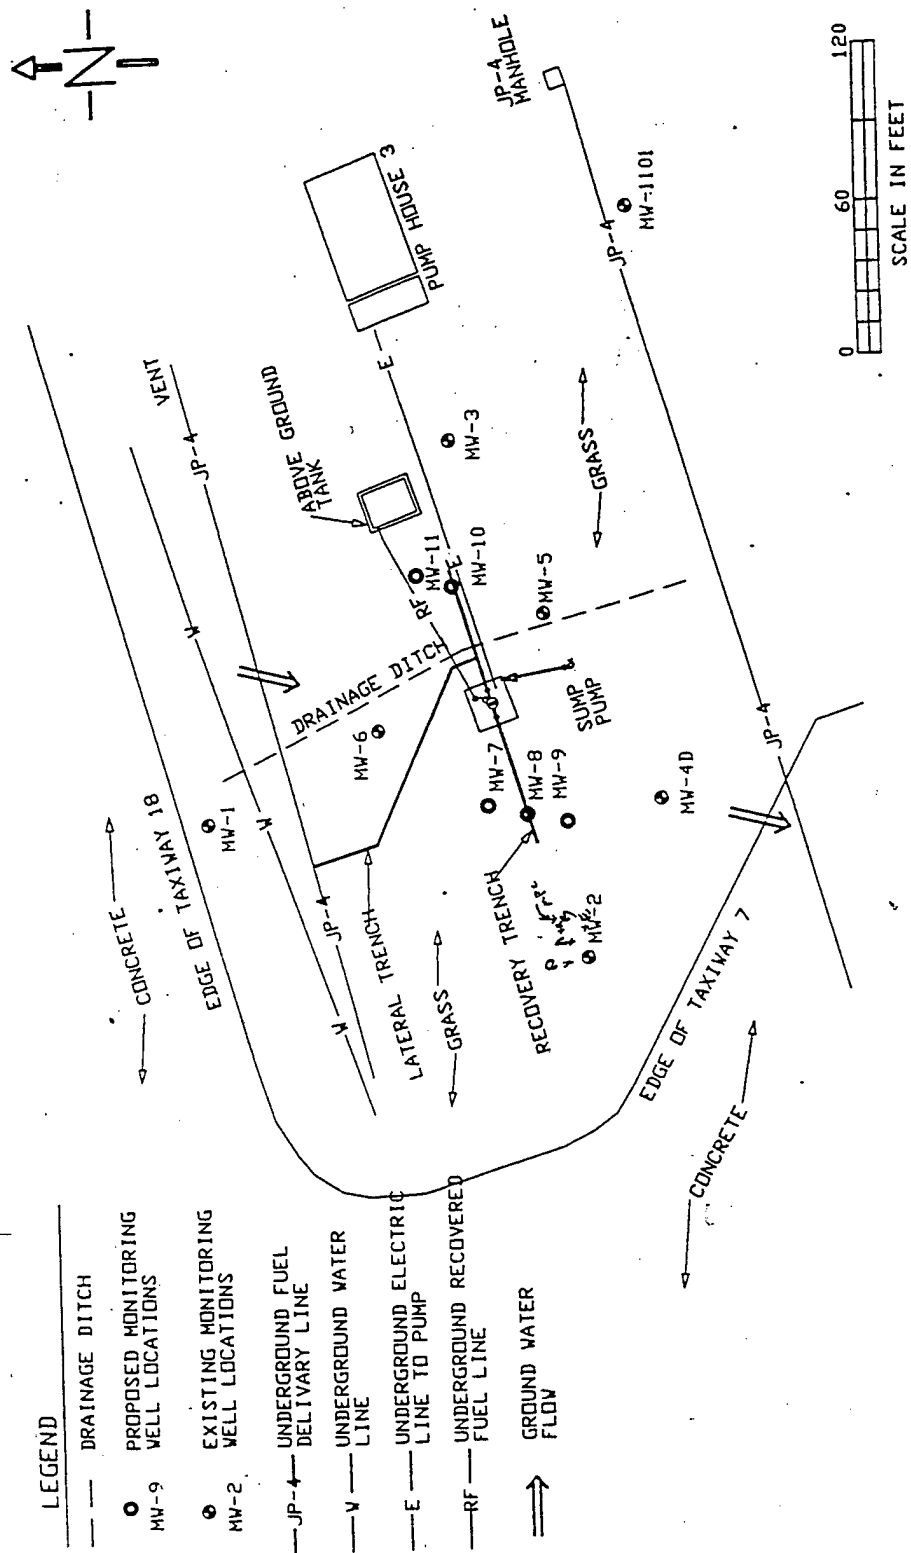 N
JP-4
MANHOLE
120
60
0
SCALE IN FEET
PUMP HOUSE 3
MW-1101
JP-4
VENT
E
ABOVE GROUND
TANK
MW-3
JP-4
GRASS
MW-11
MW-10
E
RF
MW-5
W
DRAINAGE DITCH
SUMP
PUMP
MW-6
MW-7
MW-8
MW-9
MW-4D
JP-4
MW-1
W
CONCRETE
EDGE OF TAXIWAY 18
JP-4
LATERAL TRENCH
GRASS
RECOVERY TRENCH
MW-2
W
EDGE OF TAXIWAY 7
CONCRETE
LEGEND
DRAINAGE DITCH
MW-9 PROPOSED MONITORING
WELL LOCATIONS
MW-2 EXISTING MONITORING
WELL LOCATIONS
JP-4 UNDERGROUND FUEL
DELIVARY LINE
W UNDERGROUND WATER
LINE
E UNDERGROUND ELECTRIC
LINE TO PUMP
RF UNDERGROUND RECOVERED
FUEL LINE
GROUND WATER
FLOW